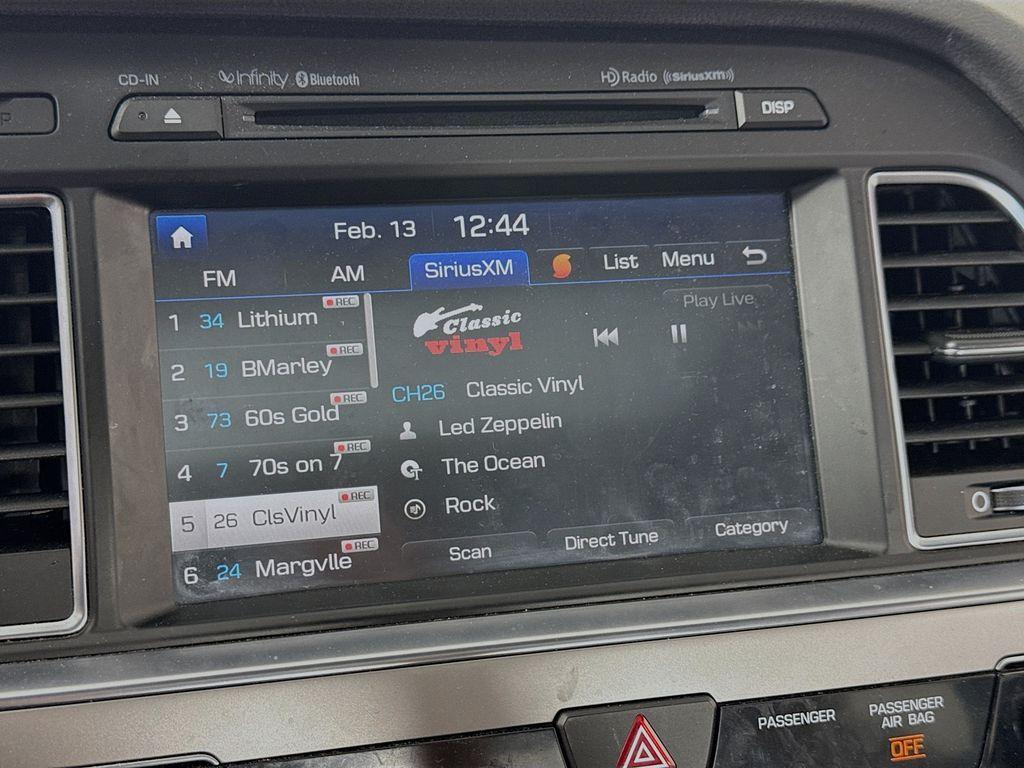 CD-IN
Infinity Bluetooth
HD Radio ((SiriusXM))
DISP
Feb. 13 12:44
FM AM SiriusXM List Menu
Play Live
REC
1 34 Lithium
REC
2 19 BMarley
REC
3 73 60s Gold
REC
4 7 70s on 7
REC
5 26 ClsVinyl
REC
6 24 Margvlle
Classic
vinyl
CH26 Classic Vinyl
Led Zeppelin
The Ocean
Rock
Scan Direct Tune Category
PASSENGER
PASSENGER
AIR BAG
OFF